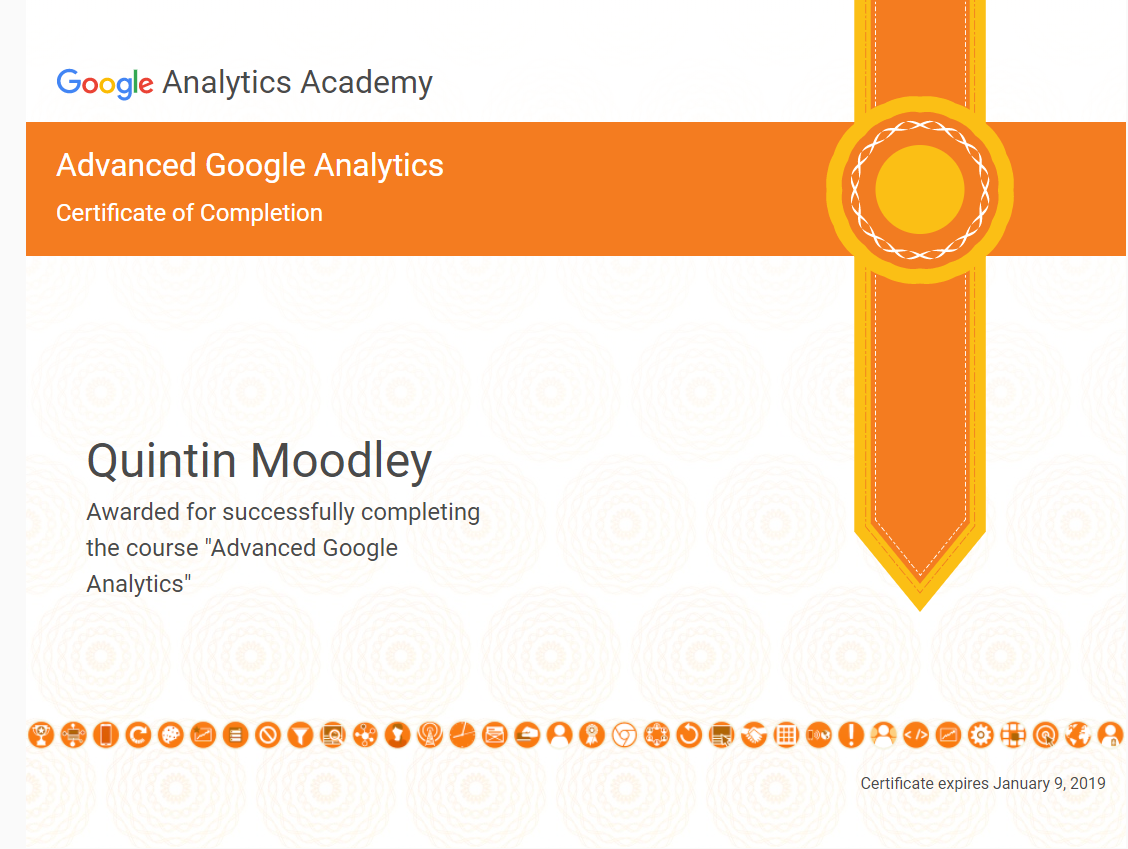 Google Analytics Academy
Advanced Google Analytics
Certificate of Completion
Quintin Moodley
Awarded for successfully completing
the course "Advanced Google
Analytics"
Certificate expires January 9, 2019